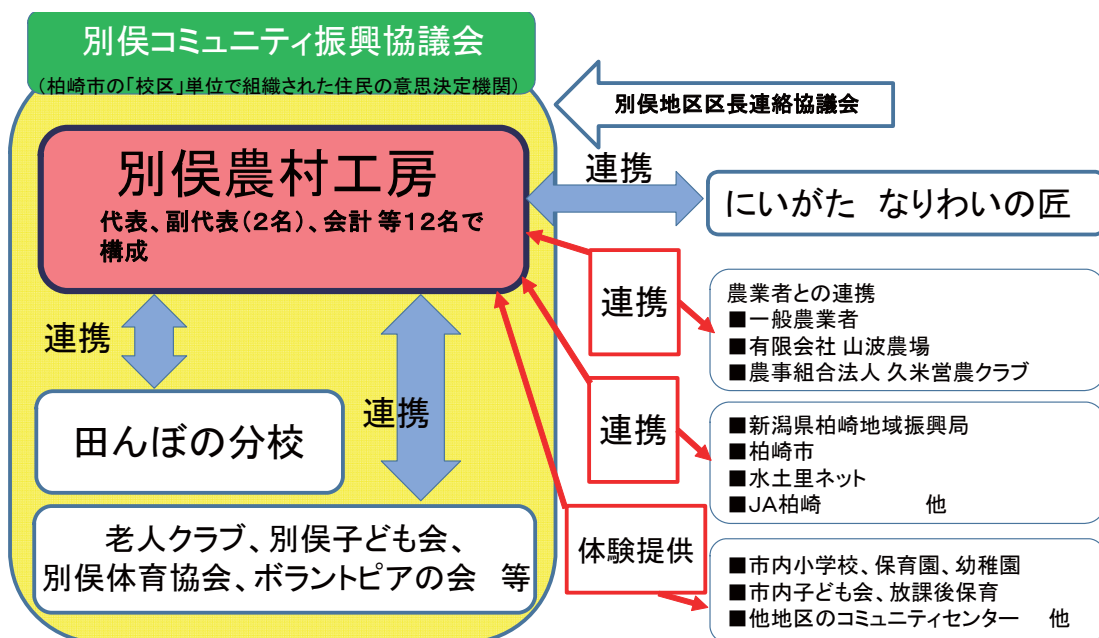 別俣コミュニティ振興協議会
(柏崎市の「校区」単位で組織された住民の意思決定機関)
別俣地区区長連絡協議会
別俣農村工房
代表、副代表(2名)、会計 等12名で
構成
連携
にいがた なりわいの匠
連携
農業者との連携
■一般農業者
■有限会社 山波農場
■農事組合法人 久米営農クラブ
連携
田んぼの分校
連携
連携
■新潟県柏崎地域振興局
■柏崎市
■水土里ネット
■JA柏崎 他
老人クラブ、別俣子ども会、
別俣体育協会、ボラントピアの会 等
体験提供
■市内小学校、保育園、幼稚園
■市内子ども会、放課後保育
■他地区のコミュニティセンター 他